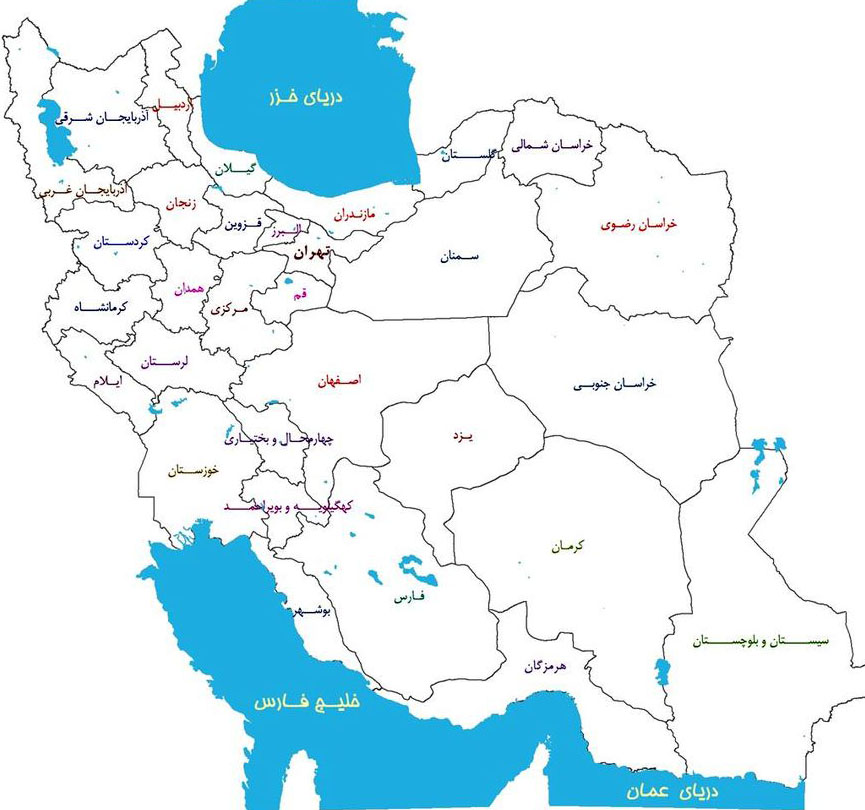 دریای خزر
آذربایجان شرقی
اردبیل
گیلان
گلستان
خراسان شمالی
آذربایجان غربی
زنجان
قزوین
البرز
مازندران
خراسان رضوی
کردستان
تهران
سمنان
همدان
قم
کرمانشاه
مرکزی
لرستان
ایلام
اصفهان
خراسان جنوبی
چهارمحال و بختیاری
یزد
خوزستان
کهگیلویه و بویراحمد
کرمان
بوشهر
فارس
سیستان و بلوچستان
هرمزگان
خلیج فارس
دریای عمان